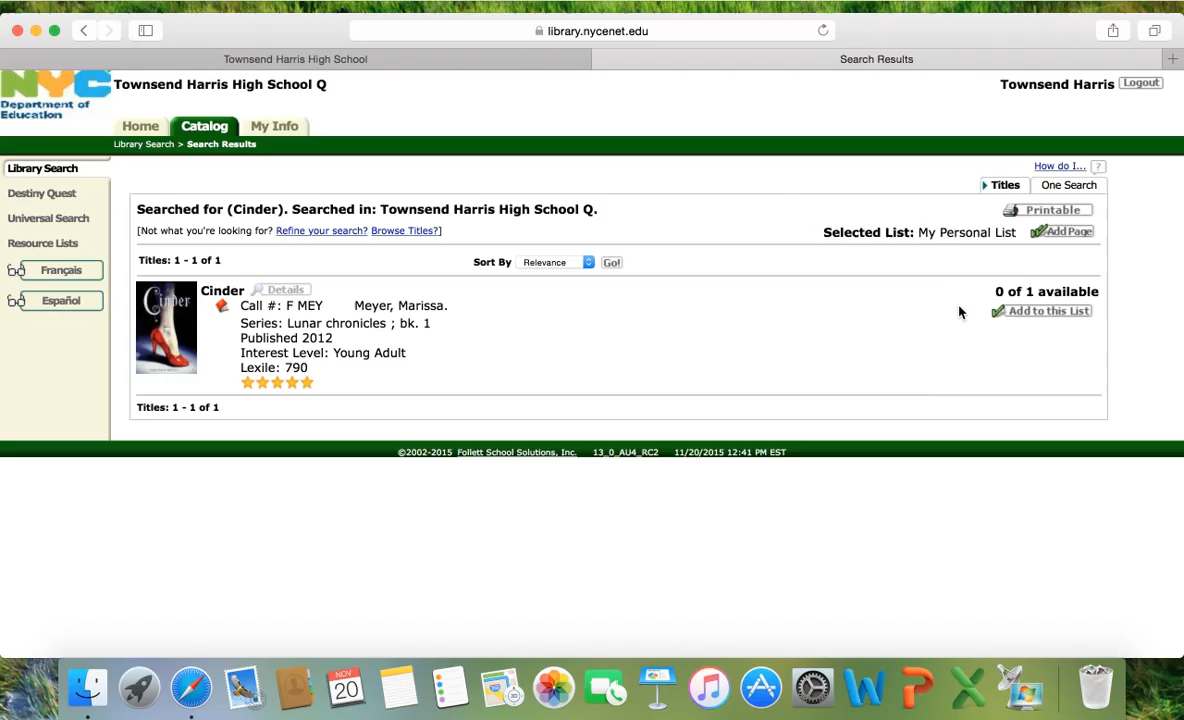 library.nycenet.edu
Townsend Harris High School
Search Results
NYC
Department of
Education
Townsend Harris High School Q
Townsend Harris Logout
Home Catalog My Info
Library Search > Search Results
Library Search
Destiny Quest
Universal Search
Resource Lists
Français
Español
How do I... ?
Titles One Search
Searched for (Cinder). Searched in: Townsend Harris High School Q.
Printable
[Not what you're looking for? Refine your search? Browse Titles?]
Selected List: My Personal List Add Page
Titles: 1 - 1 of 1
Sort By Relevance Go!
Cinder
Cinder Details
0 of 1 available
Call #: F MEY Meyer, Marissa.
Add to this List
Series: Lunar chronicles ; bk. 1
Published 2012
Interest Level: Young Adult
Lexile: 790
Titles: 1 - 1 of 1
©2002-2015 Follett School Solutions, Inc. 13_0_AU4_RC2 11/20/2015 12:41 PM EST
NOV
20
W P X